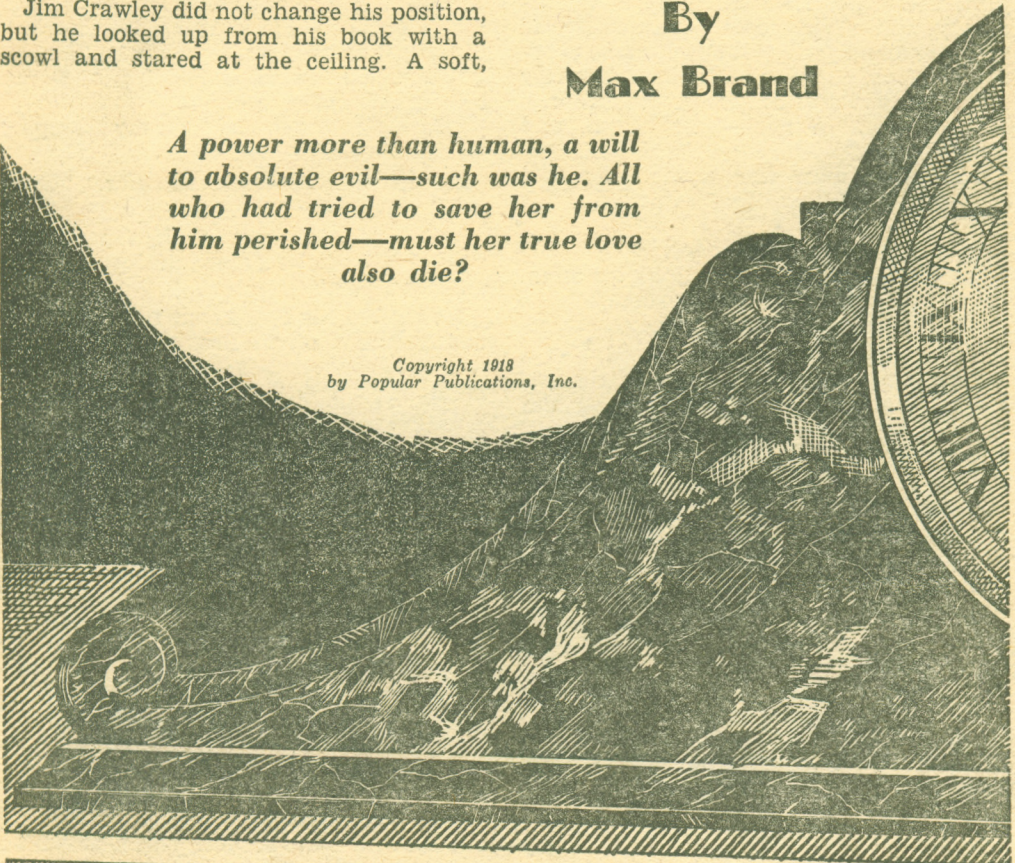 Jim Crawley did not change his position,
but he looked up from his book with a
scowl and stared at the ceiling. A soft,
By
Max Brand
A power more than human, a will
to absolute evil—such was he. All
who had tried to save her from
him perished—must her true love
also die?
Copyright 1918
by Popular Publications, Inc.